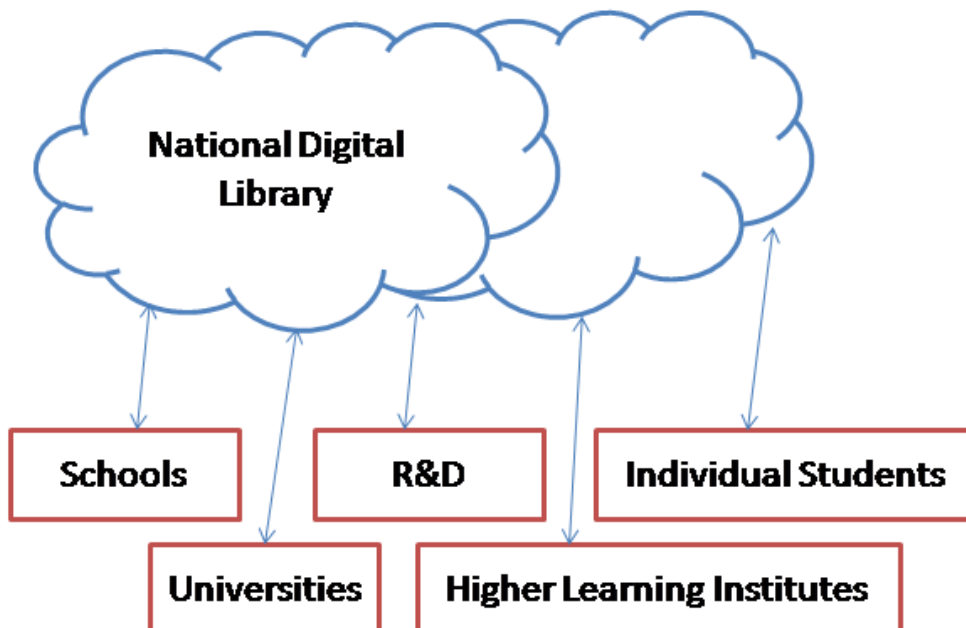 National Digital
Library
Schools
R&D
Individual Students
Universities
Higher Learning Institutes